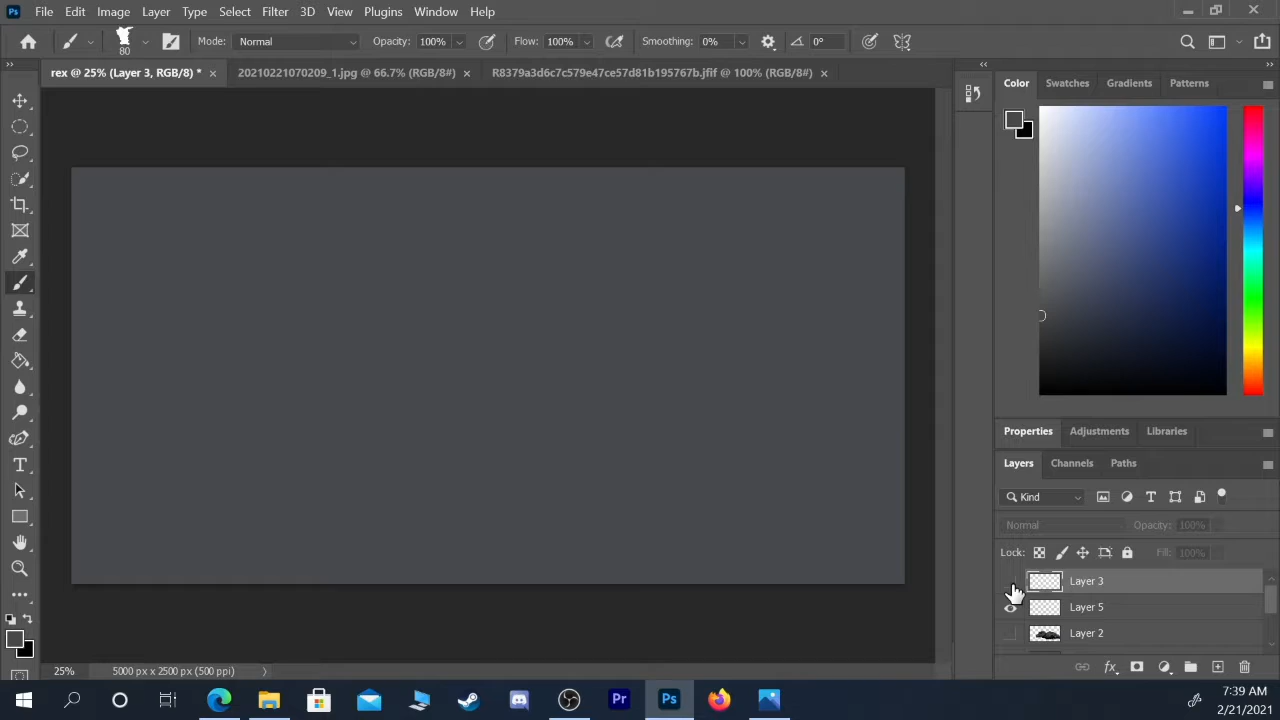 Ps File Edit Image Layer Type Select Filter 3D View Plugins Window Help
80 Mode: Normal Opacity: 100% Flow: 100% Smoothing: 0% 0°
rex @ 25% (Layer 3, RGB/8) * × 20210221070209_1.jpg @ 66.7% (RGB/8#) × R8379a3d6c7c579e47ce57d81b195767b.jfif @ 100% (RGB/8#) ×
Color Swatches Gradients Patterns
Properties Adjustments Libraries
Layers Channels Paths
Kind
Normal Opacity: 100%
Lock: Fill: 100%
Layer 3
Layer 5
Layer 2
25% 5000 px x 2500 px (500 ppi)
Pr Ps
7:39 AM
2/21/2021